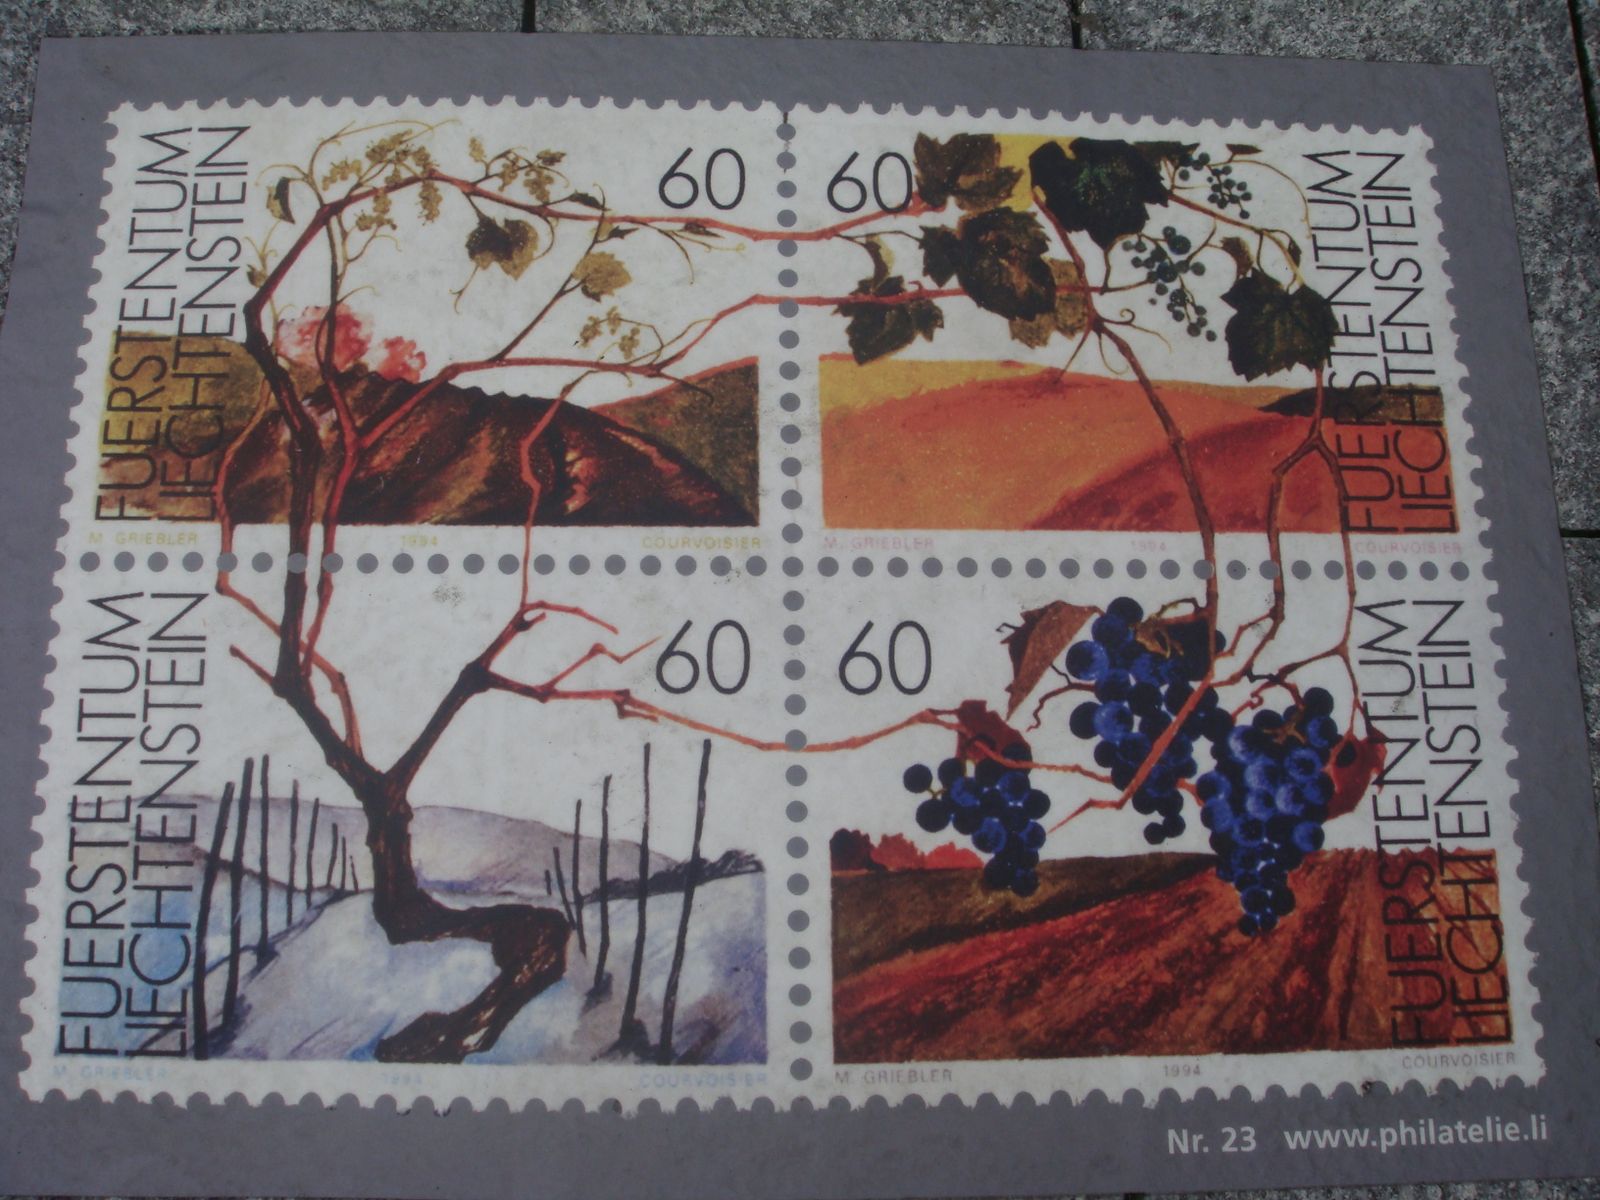 FUERSTENTUM
LIECHTENSTEIN
60
M. GRIEBLER 1994 COURVOISIER
60
FUERSTENTUM
LIECHTENSTEIN
M. GRIEBLER 1994 COURVOISIER
FUERSTENTUM
LIECHTENSTEIN
60
M. GRIEBLER 1994 COURVOISIER
60
FUERSTENTUM
LIECHTENSTEIN
M. GRIEBLER 1994 COURVOISIER
Nr. 23 www.philatelie.li